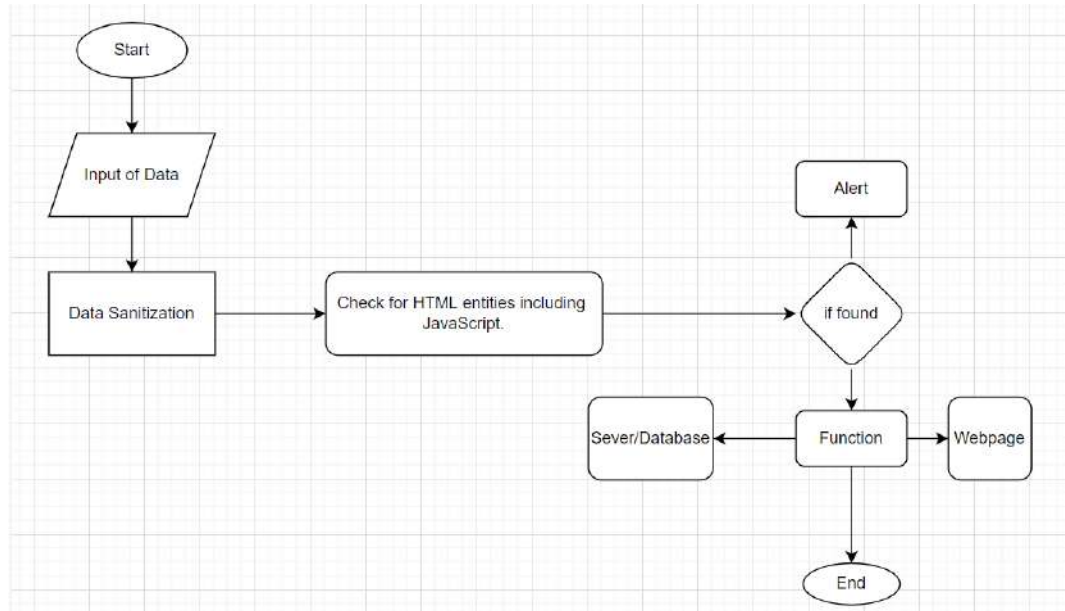 Start
Input of Data
Alert
Data Sanitization
Check for HTML entities including
JavaScript.
if found
Sever/Database
Function
Webpage
End